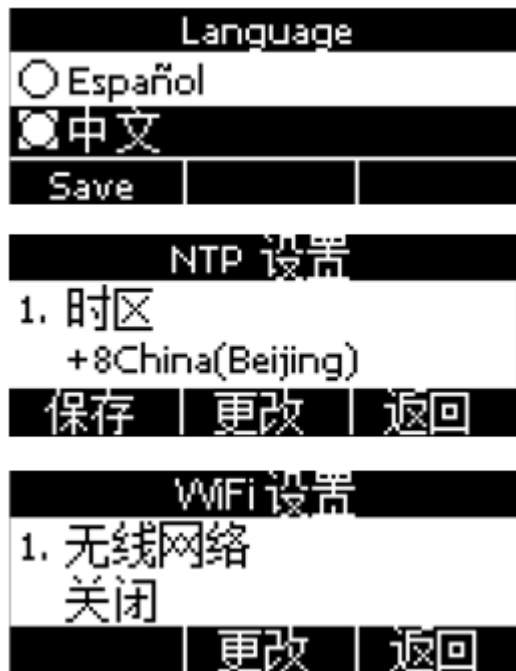 Language
Español
中文
Save
NTP 设置
1. 时区
+8China(Beijing)
保存 更改 返回
WiFi 设置
1. 无线网络
关闭
更改 返回